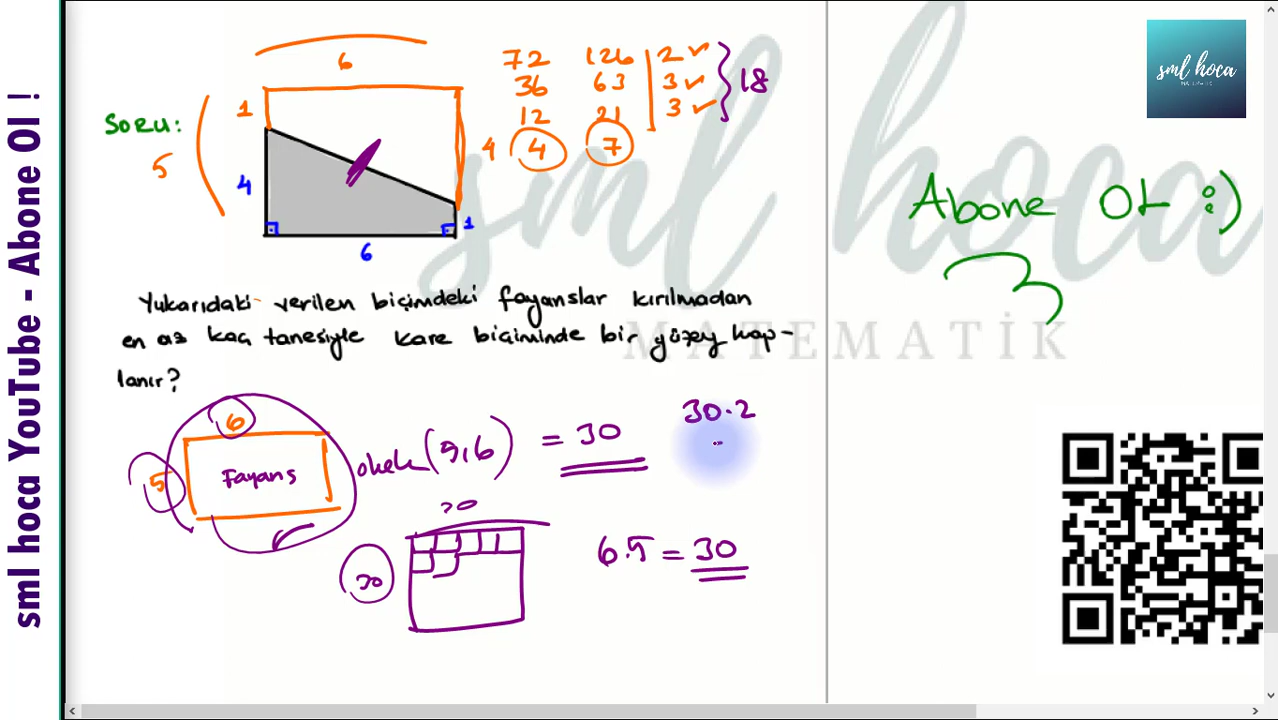 sml hoca YouTube - Abone Ol !
sml hoca
MATEMATİK
6
72 126 2
36 63 3
12 21 3
4 7
18
SORU:
1
5
4
4
1
6
Abone OL :)
Yukarıdaki verilen biçimdeki fayanslar kırılmadan
en az kaç tanesiyle kare biçiminde bir yüzey kap-
lanır?
6
5
Fayans
okek (5,6) = 30
30.2
30
30
6.5 = 30
sml hoca
MATEMATİK